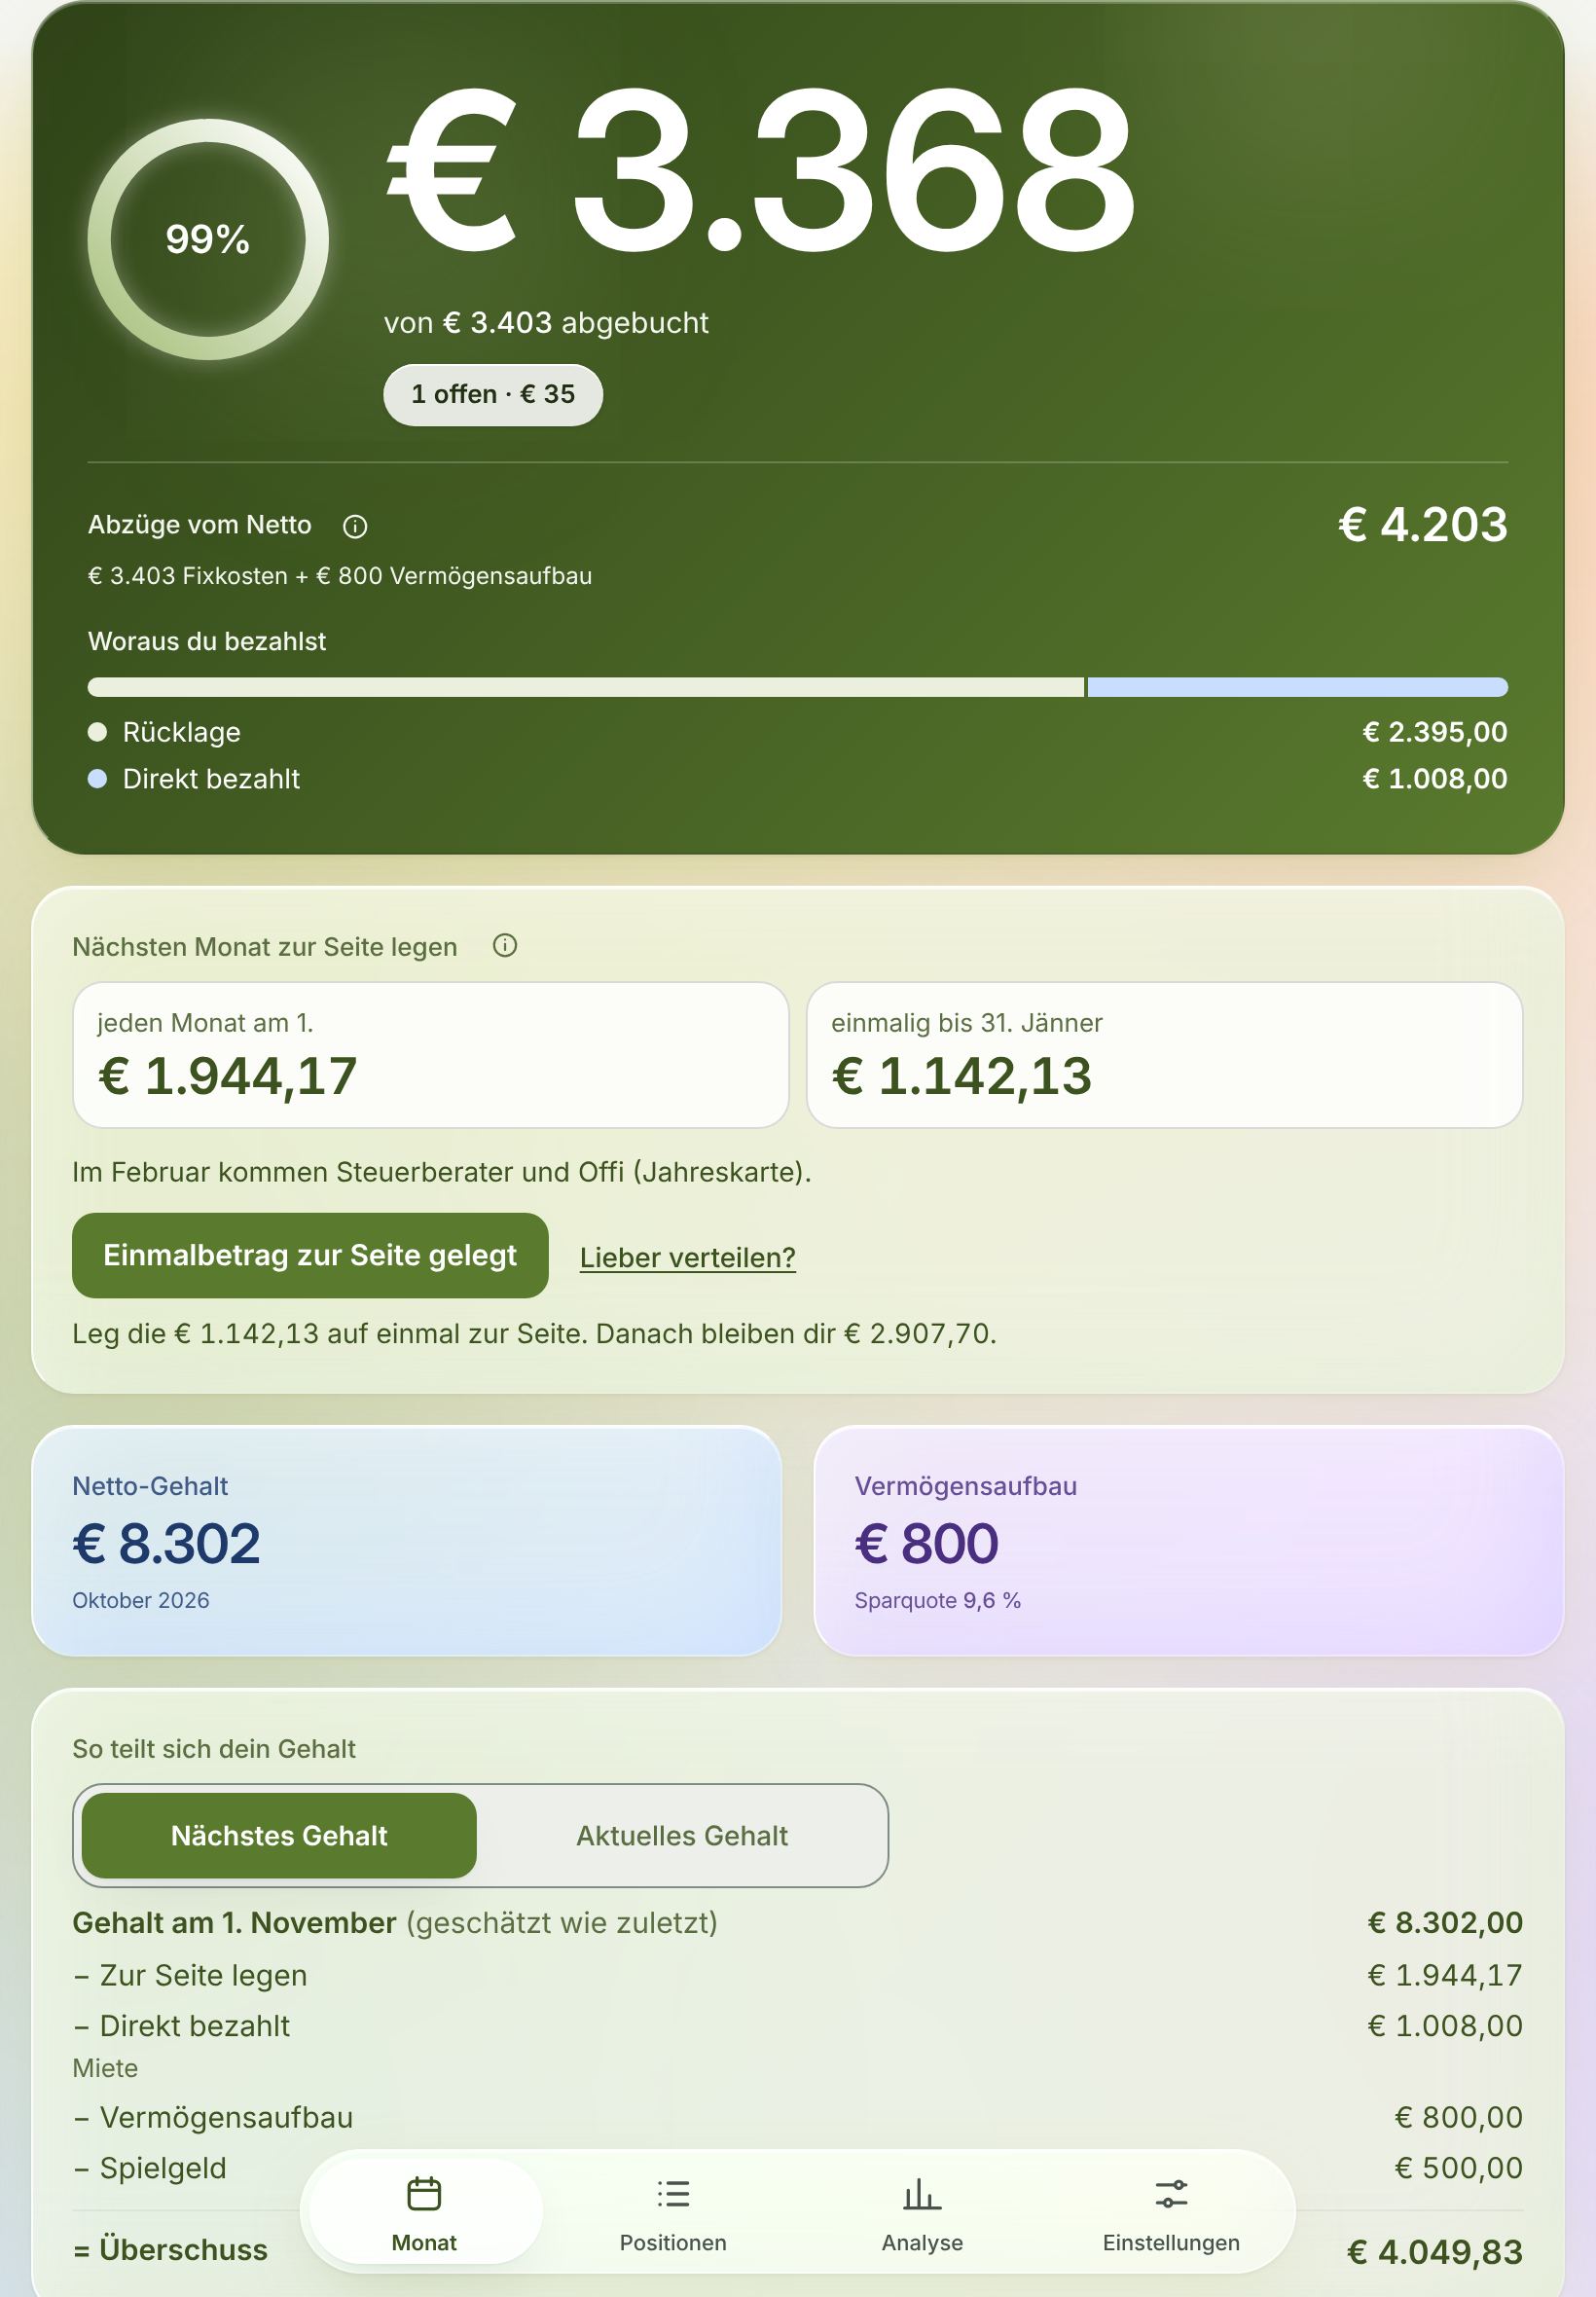 99%
€ 3.368
von € 3.403 abgebucht
1 offen · € 35
Abzüge vom Netto
€ 4.203
€ 3.403 Fixkosten + € 800 Vermögensaufbau
Woraus du bezahlst
Rücklage € 2.395,00
Direkt bezahlt € 1.008,00
Nächsten Monat zur Seite legen
jeden Monat am 1.
€ 1.944,17
einmalig bis 31. Jänner
€ 1.142,13
Im Februar kommen Steuerberater und Offi (Jahreskarte).
Einmalbetrag zur Seite gelegt
Lieber verteilen?
Leg die € 1.142,13 auf einmal zur Seite. Danach bleiben dir € 2.907,70.
Netto-Gehalt
€ 8.302
Oktober 2026
Vermögensaufbau
€ 800
Sparquote 9,6 %
So teilt sich dein Gehalt
Nächstes Gehalt
Aktuelles Gehalt
Gehalt am 1. November (geschätzt wie zuletzt) € 8.302,00
– Zur Seite legen € 1.944,17
– Direkt bezahlt € 1.008,00
Miete
– Vermögensaufbau € 800,00
– Spielgeld € 500,00
= Überschuss € 4.049,83
Monat
Positionen
Analyse
Einstellungen